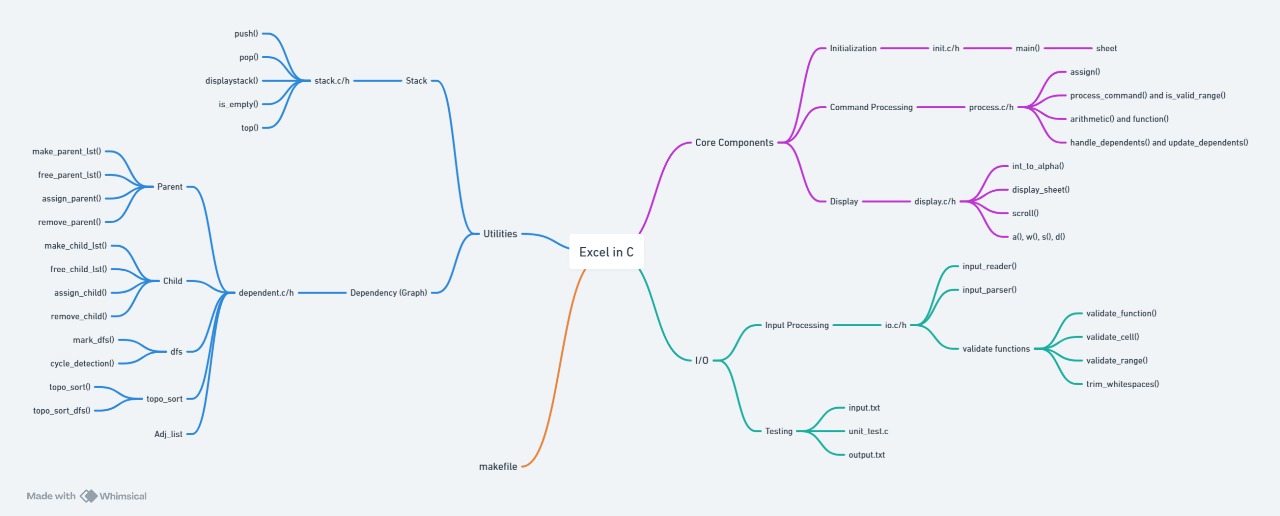 Excel in C
Core Components
Initialization
init.c/h
main()
sheet
Command Processing
process.c/h
assign()
process_command() and is_valid_range()
arithmetic() and function()
handle_dependents() and update_dependents()
Display
display.c/h
int_to_alpha()
display_sheet()
scroll()
a(), w(), s(), d()
I/O
Input Processing
io.c/h
input_reader()
input_parser()
validate functions
validate_function()
validate_cell()
validate_range()
trim_whitespaces()
Testing
input.txt
unit_test.c
output.txt
Utilities
Stack
stack.c/h
push()
pop()
displaystack()
is_empty()
top()
Dependency (Graph)
dependent.c/h
Parent
make_parent_lst()
free_parent_lst()
assign_parent()
remove_parent()
Child
make_child_lst()
free_child_lst()
assign_child()
remove_child()
dfs
mark_dfs()
cycle_detection()
topo_sort
topo_sort()
topo_sort_dfs()
Adj_list
makefile
Made with Whimsical